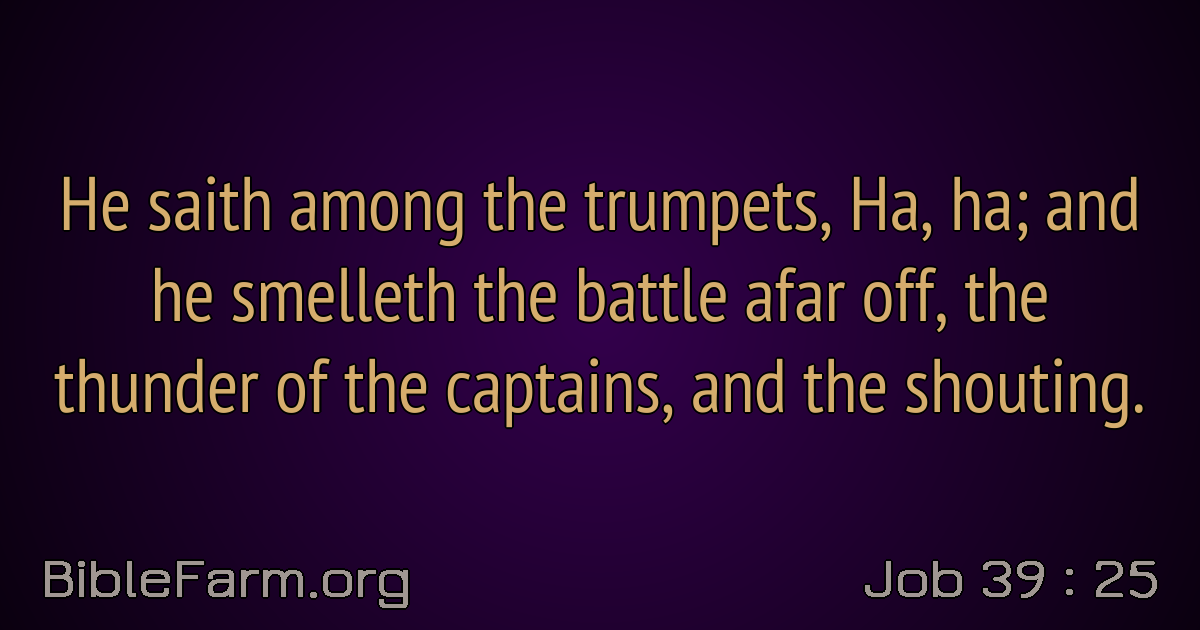 He saith among the trumpets, Ha, ha; and
he smelleth the battle afar off, the
thunder of the captains, and the shouting.
BibleFarm.org
Job 39 : 25